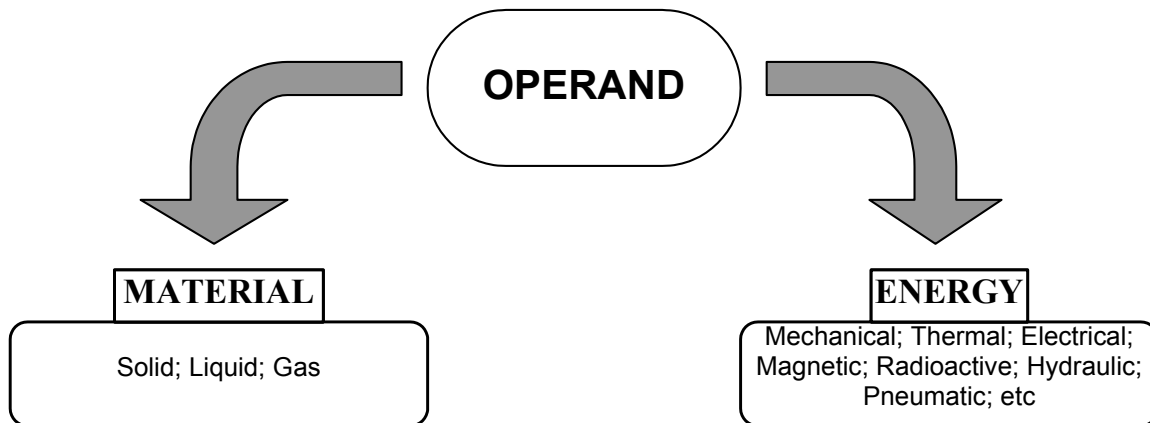 OPERAND
MATERIAL
Solid; Liquid; Gas
ENERGY
Mechanical; Thermal; Electrical;
Magnetic; Radioactive; Hydraulic;
Pneumatic; etc